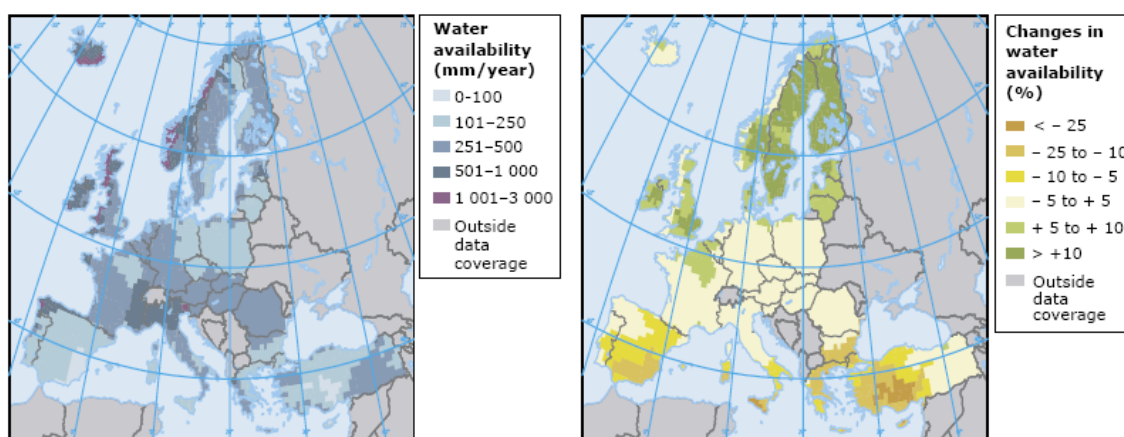 Water
availability
(mm/year)
0-100
101–250
251–500
501–1 000
1 001–3 000
Outside
data
coverage
Changes in
water
availability
(%)
< – 25
– 25 to – 10
– 10 to – 5
– 5 to + 5
+ 5 to + 10
> +10
Outside
data
coverage